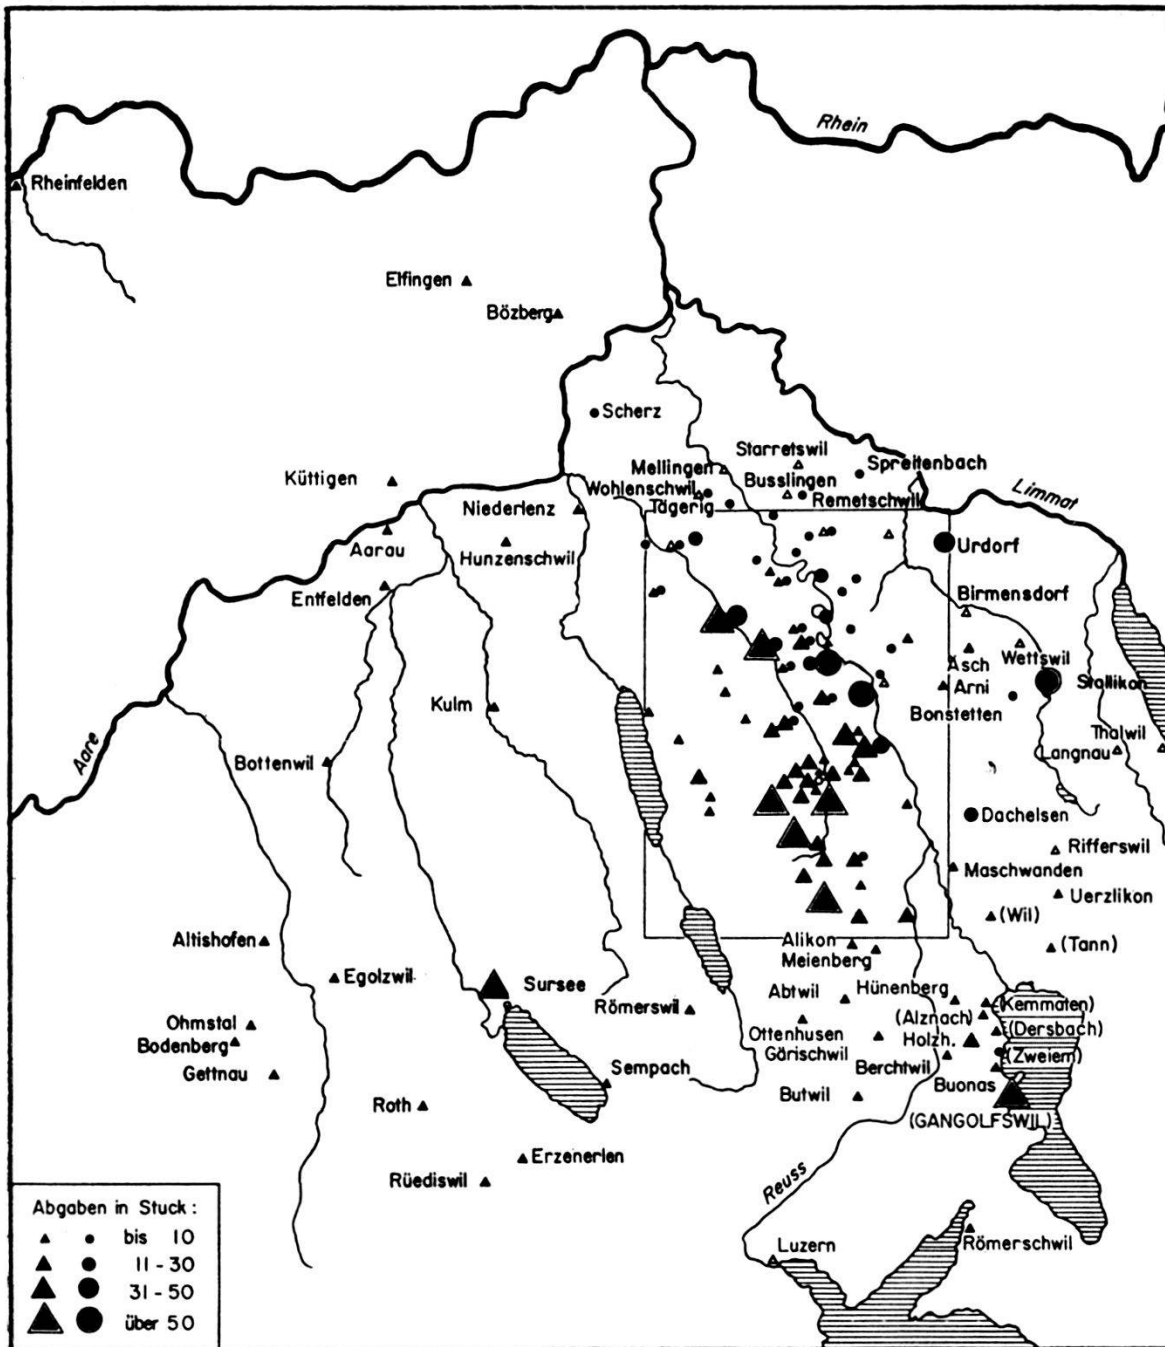 Rhein
Rheinfelden
Elfingen
Bözberg
Scherz
Starretswil
Mellingen
Spreitenbach
Küttigen
Wohlenschwil
Busslingen
Niederlenz
Tägerig
Remetschwil
Limmat
Aarau
Hunzenschwil
Urdorf
Entfelden
Birmensdorf
Äsch
Wettswil
Arni
Stallikon
Kulm
Bonstetten
Aare
Thalwil
Bottenwil
Langnau
Dachelsen
Rifferswil
Maschwanden
Uerzlikon
(Wil)
Altishofen
Alikon
(Tann)
Meienberg
Egolzwil
Sursee
Römerswil
Abtwil
Hünenberg
(Kemmaten)
(Alznach)
Ohmstal
Ottenhusen
(Dersbach)
Bodenberg
Holzh.
Görischwil
(Zweiern)
Gettnau
Sempach
Berchtwil
Buonas
Butwil
Roth
(GANGOLFSWIL)
Erzenerlen
Rüediswil
Reuss
Luzern
Römerschwil
Abgaben in Stuck :
bis 10
11 - 30
31 - 50
über 50